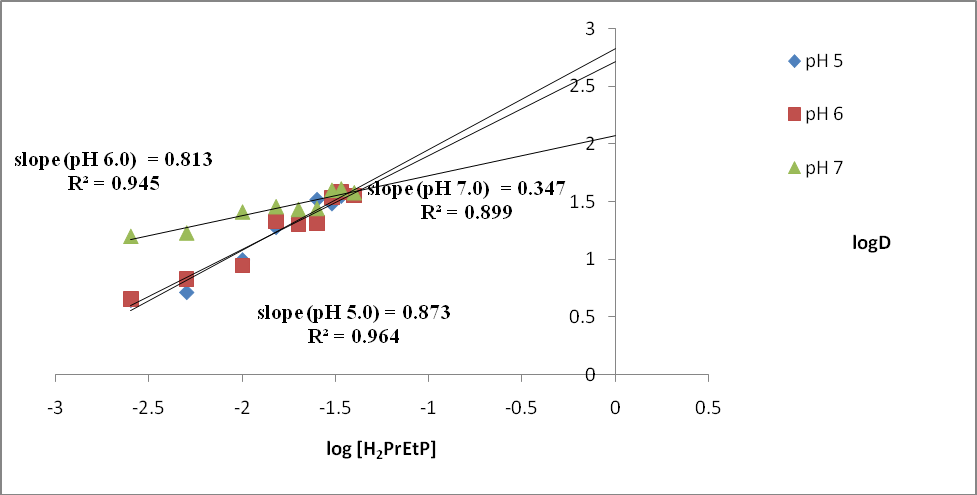 3
pH 5
2.5
pH 6
2
slope (pH 6.0) = 0.813
R² = 0.945
pH 7
slope (pH 7.0) = 0.347
R² = 0.899
1.5
logD
1
slope (pH 5.0) = 0.873
R² = 0.964
0.5
0
-3 -2.5 -2 -1.5 -1 -0.5 0 0.5
log [H₂PrEtP]